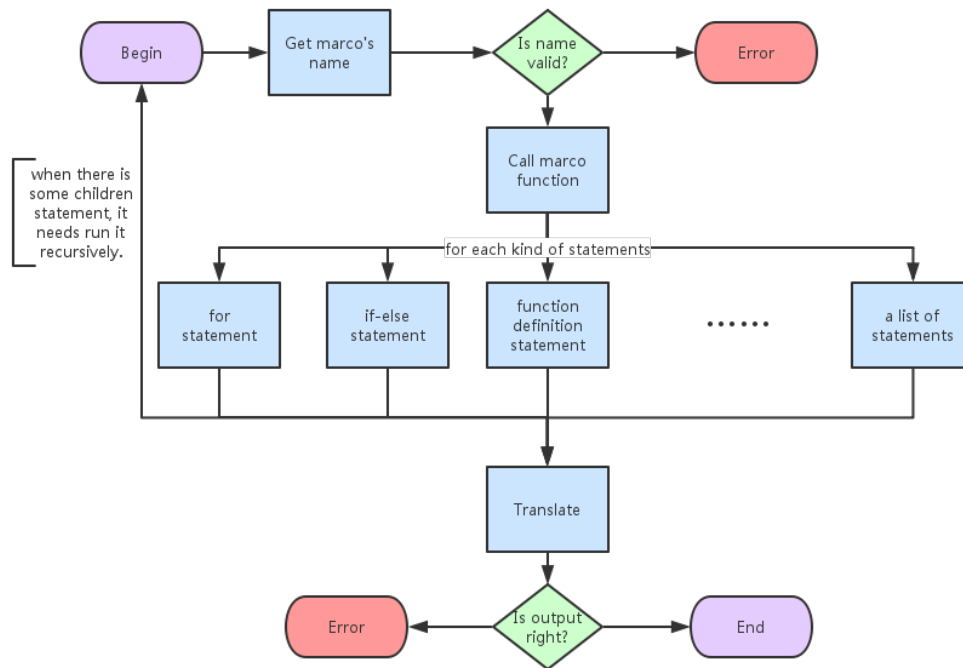 Begin
Get marco's
name
Is name
valid?
Error
Call marco
function
when there is
some children
statement, it
needs run it
recursively.
for each kind of statements
for
statement
if-else
statement
function
definition
statement
······
a list of
statements
Translate
Error
Is output
right?
End